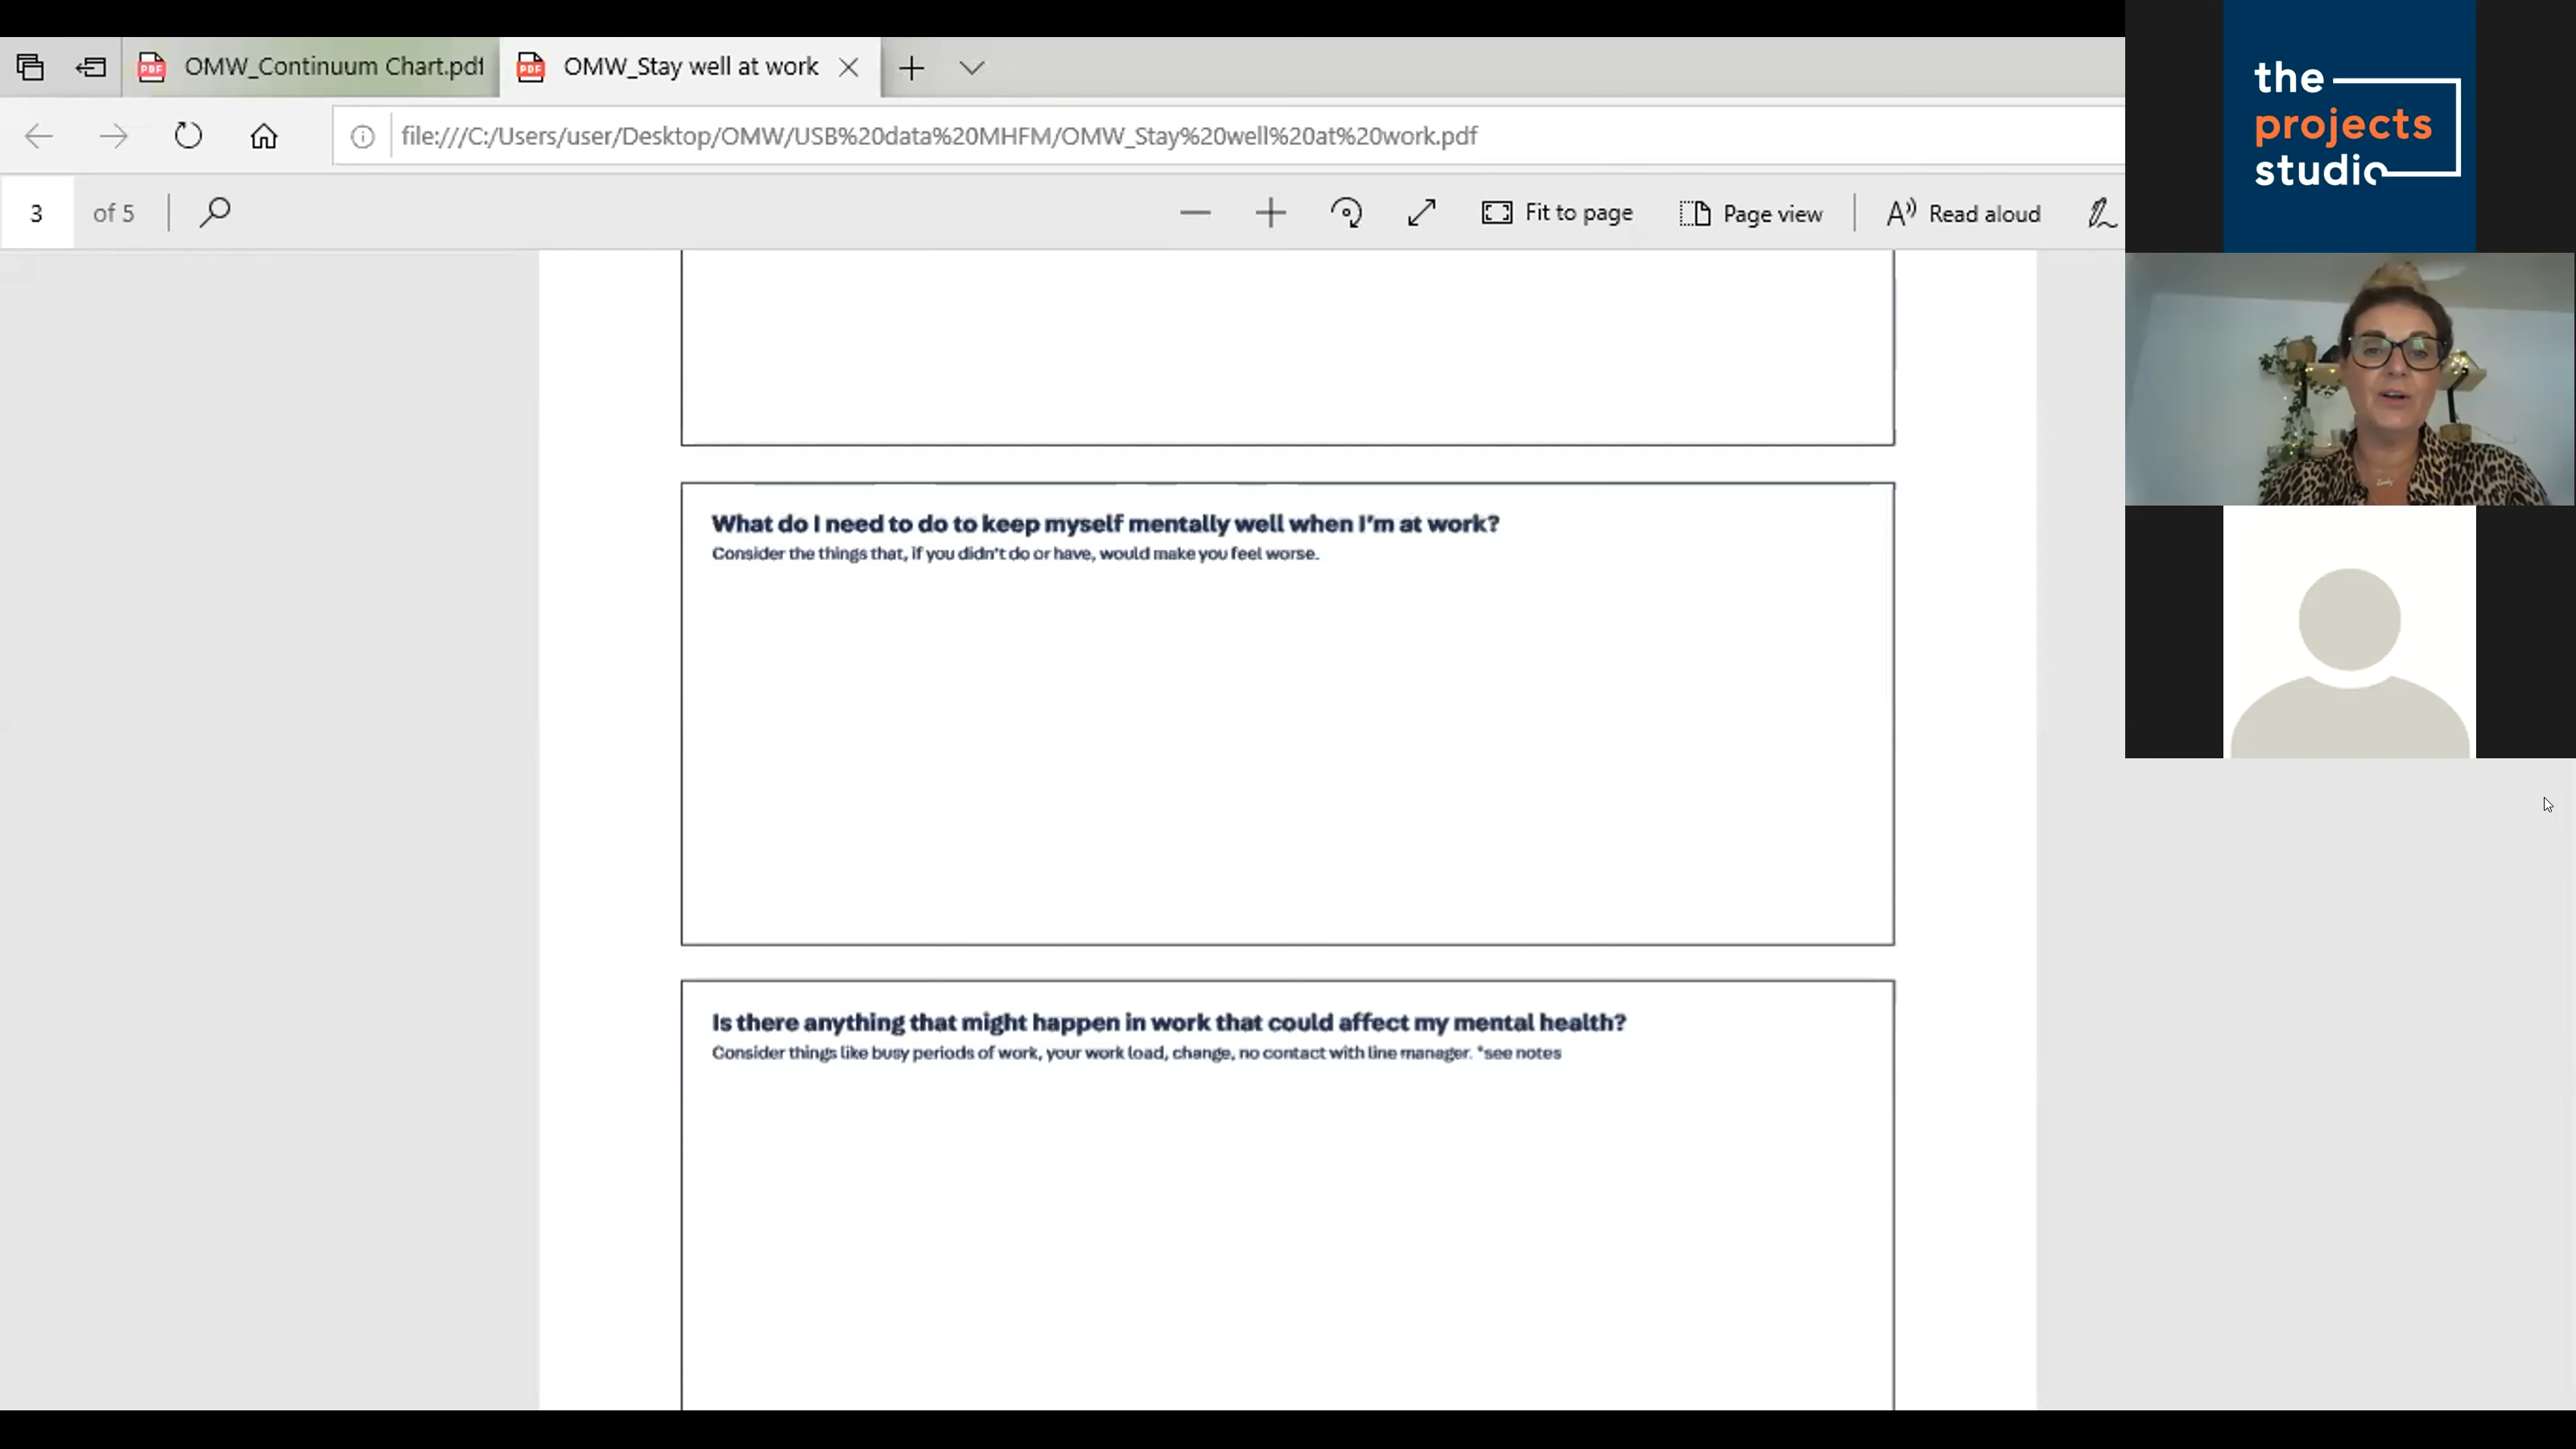 OMW_Continuum Chart.pdf
OMW_Stay well at work
file:///C:/Users/user/Desktop/OMW/USB%20data%20MHFM/OMW_Stay%20well%20at%20work.pdf
3 of 5
Fit to page
Page view
Read aloud
the
projects
studio
What do I need to do to keep myself mentally well when I'm at work?
Consider the things that, if you didn't do or have, would make you feel worse.
Is there anything that might happen in work that could affect my mental health?
Consider things like busy periods of work, your work load, change, no contact with line manager. *see notes